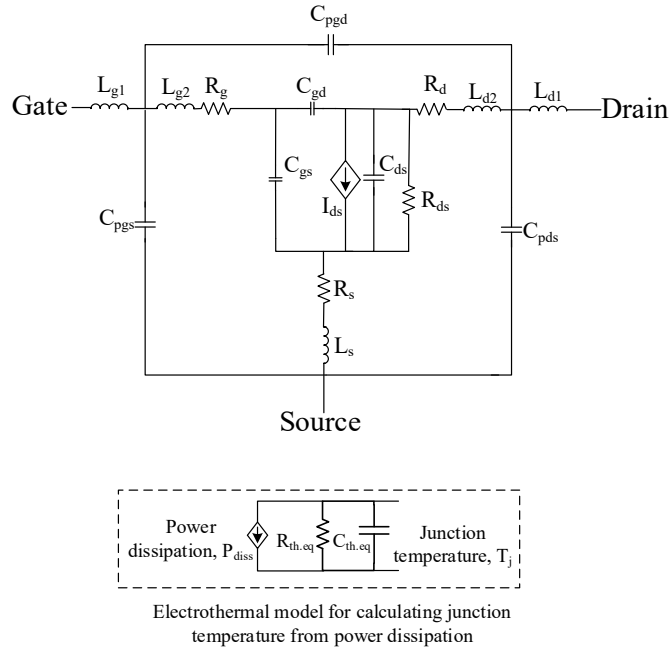 C_pgd
L_g1
L_g2
R_g
C_gd
R_d
L_d2
L_d1
Gate
Drain
C_gs
C_ds
I_ds
R_ds
C_pgs
C_pds
R_s
L_s
Source
Power
dissipation, P_diss
R_th.eq
C_th.eq
Junction
temperature, T_j
Electrothermal model for calculating junction
temperature from power dissipation